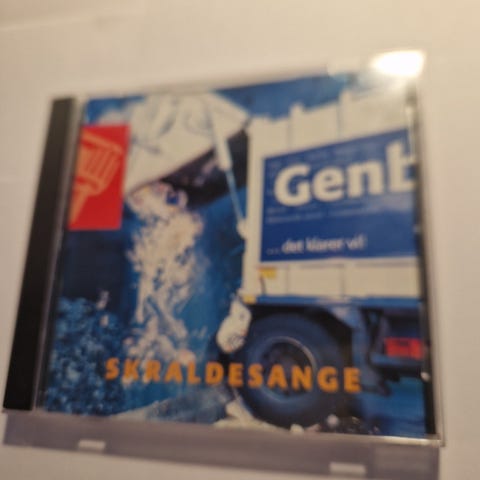 Genb
... det klarer vi!
SKRALDESANGE